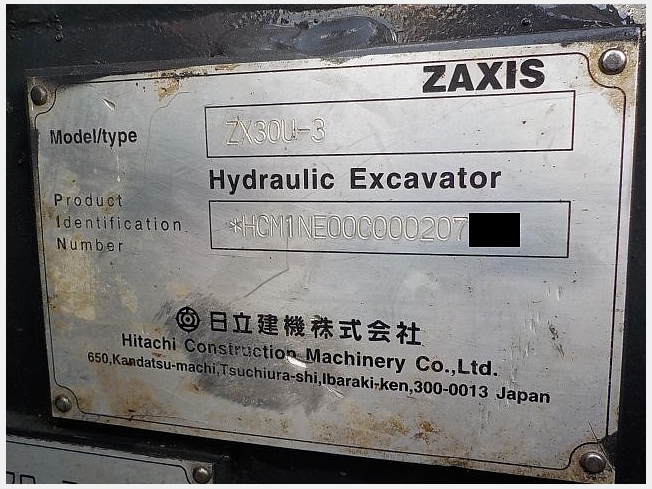 ZAXIS
Model/type ZX30U-3
Hydraulic Excavator
Product
Identification
Number
*HCM1NE00C000207
日立建機株式会社
Hitachi Construction Machinery Co.,Ltd.
650,Kandatsu-machi,Tsuchiura-shi,Ibaraki-ken,300-0013 Japan